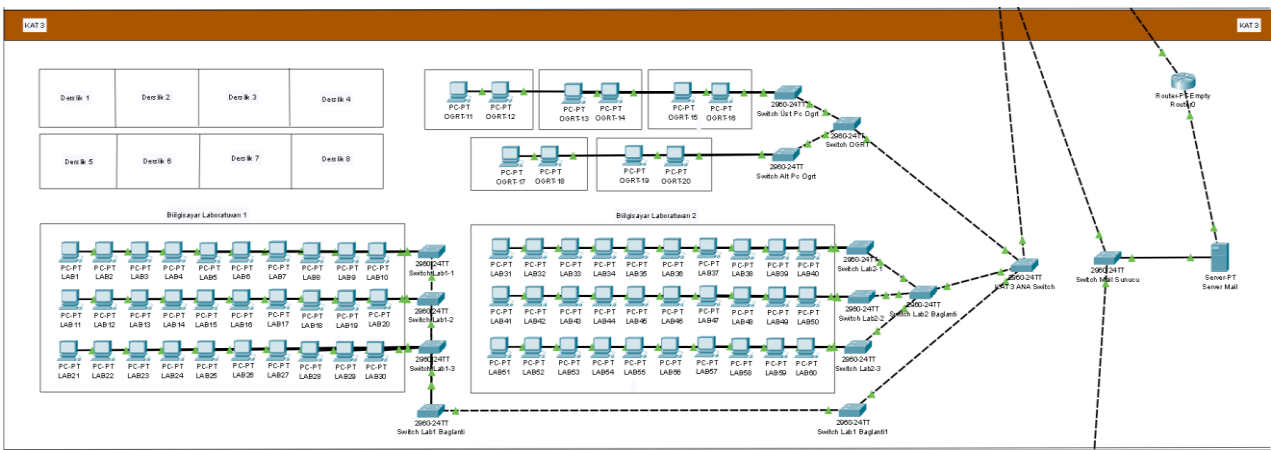 KAT 3
KAT 3
Derslik 1
Derslik 2
Derslik 3
Derslik 4
Derslik 5
Derslik 6
Derslik 7
Derslik 8
PC-PT
OGRT-11
PC-PT
OGRT-12
PC-PT
OGRT-13
PC-PT
OGRT-14
PC-PT
OGRT-15
PC-PT
OGRT-16
2960-24TT
Switch Üst Pc Ogrt
2960-24TT
Switch OGRT
PC-PT
OGRT-17
PC-PT
OGRT-18
PC-PT
OGRT-19
PC-PT
OGRT-20
2960-24TT
Switch Alt Pc Ogrt
Router-PT-Empty
Router0
Bilgisayar Laboratuvarı 1
PC-PT
LAB1
PC-PT
LAB2
PC-PT
LAB3
PC-PT
LAB4
PC-PT
LAB5
PC-PT
LAB6
PC-PT
LAB7
PC-PT
LAB8
PC-PT
LAB9
PC-PT
LAB10
2960-24TT
Switch Lab1-1
PC-PT
LAB11
PC-PT
LAB12
PC-PT
LAB13
PC-PT
LAB14
PC-PT
LAB15
PC-PT
LAB16
PC-PT
LAB17
PC-PT
LAB18
PC-PT
LAB19
PC-PT
LAB20
2960-24TT
Switch Lab1-2
PC-PT
LAB21
PC-PT
LAB22
PC-PT
LAB23
PC-PT
LAB24
PC-PT
LAB25
PC-PT
LAB26
PC-PT
LAB27
PC-PT
LAB28
PC-PT
LAB29
PC-PT
LAB30
2960-24TT
Switch Lab1-3
2960-24TT
Switch Lab1 Baglanti
Bilgisayar Laboratuvarı 2
PC-PT
LAB31
PC-PT
LAB32
PC-PT
LAB33
PC-PT
LAB34
PC-PT
LAB35
PC-PT
LAB36
PC-PT
LAB37
PC-PT
LAB38
PC-PT
LAB39
PC-PT
LAB40
2960-24TT
Switch Lab2-1
PC-PT
LAB41
PC-PT
LAB42
PC-PT
LAB43
PC-PT
LAB44
PC-PT
LAB45
PC-PT
LAB46
PC-PT
LAB47
PC-PT
LAB48
PC-PT
LAB49
PC-PT
LAB50
2960-24TT
Switch Lab2-2
PC-PT
LAB51
PC-PT
LAB52
PC-PT
LAB53
PC-PT
LAB54
PC-PT
LAB55
PC-PT
LAB56
PC-PT
LAB57
PC-PT
LAB58
PC-PT
LAB59
PC-PT
LAB60
2960-24TT
Switch Lab2-3
2960-24TT
Switch Lab2 Baglanti
2960-24TT
Switch Lab1 Baglanti1
2960-24TT
KAT 3 ANA Switch
2960-24TT
Switch Mail Sunucu
Server-PT
Server Mail